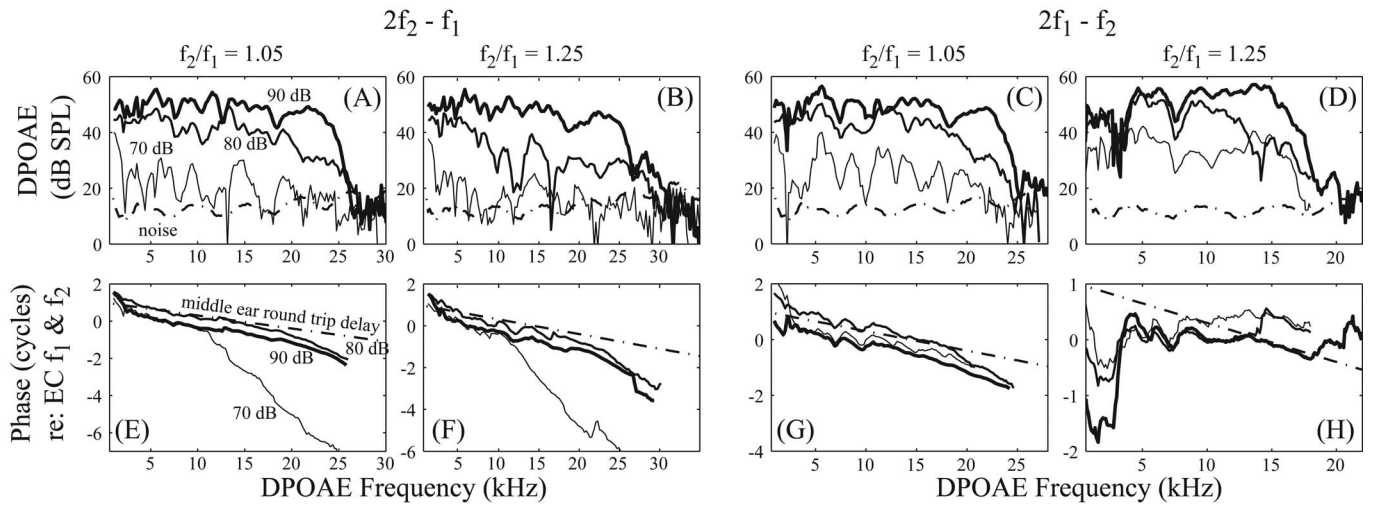 2f2 - f1
2f1 - f2
f2/f1 = 1.05
f2/f1 = 1.25
f2/f1 = 1.05
f2/f1 = 1.25
DPOAE
(dB SPL)
60
40
20
0
90 dB
70 dB
80 dB
noise
(A)
5 10 15 20 25 30
60
40
20
0
(B)
5 10 15 20 25 30
60
40
20
0
(C)
5 10 15 20 25
60
40
20
0
(D)
5 10 15 20
Phase (cycles)
re: EC f1 & f2
2
0
-2
-4
-6
middle ear round trip delay
80 dB
90 dB
70 dB
(E)
5 10 15 20 25 30
2
0
-2
-4
-6
(F)
5 10 15 20 25 30
2
0
-2
-4
(G)
5 10 15 20 25
1
0
-1
-2
(H)
5 10 15 20
DPOAE Frequency (kHz)
DPOAE Frequency (kHz)